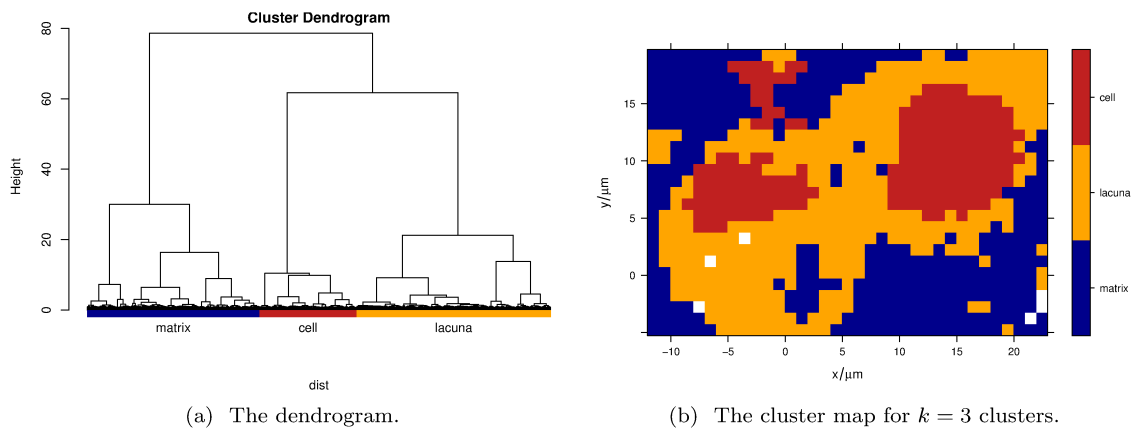 Cluster Dendrogram
80
60
40
20
0
Height
matrix cell lacuna
dist
(a) The dendrogram.
15
10
5
0
y/µm
−10 −5 0 5 10 15 20
x/µm
cell
lacuna
matrix
(b) The cluster map for k = 3 clusters.